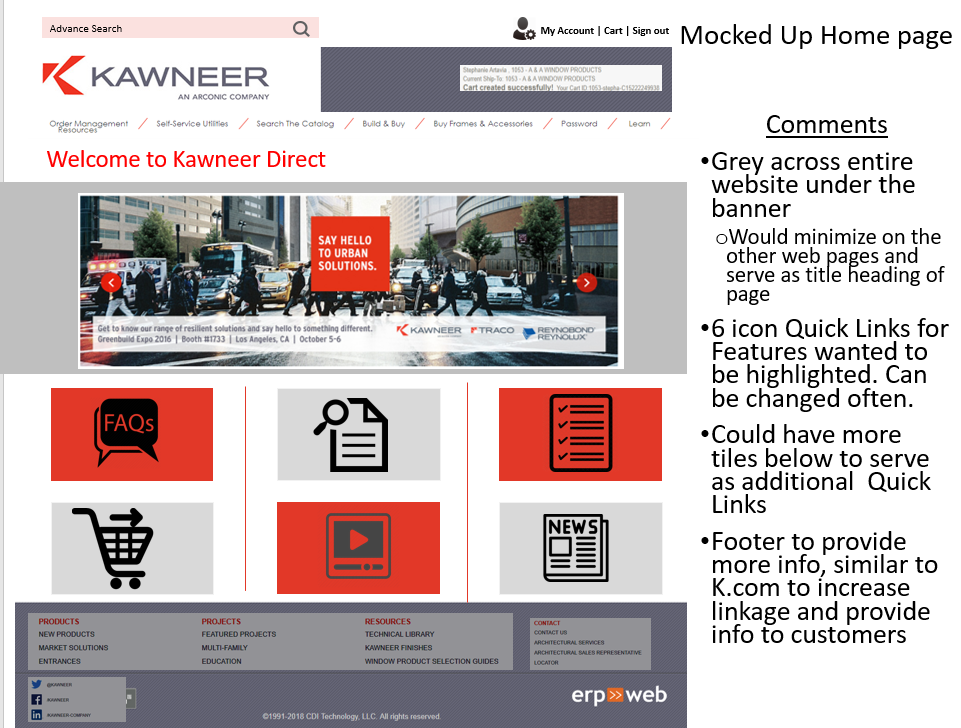 Advance Search
My Account | Cart | Sign out
Mocked Up Home page
KAWNEER
AN ARCONIC COMPANY
Stephanie Artavia , 1053 - A & A WINDOW PRODUCTS
Current Ship-To: 1053 - A & A WINDOW PRODUCTS
Cart created successfully! Your Cart ID:1053-stepha-C15222249938
Order Management / Self-Service Utilities / Search The Catalog / Build & Buy / Buy Frames & Accessories / Password / Learn /
Resources
Welcome to Kawneer Direct
SAY HELLO
TO URBAN
SOLUTIONS.
Get to know our range of resilient solutions and say hello to something different.
Greenbuild Expo 2016 | Booth #1733 | Los Angeles, CA | October 5-6
KAWNEER
TRACO
REYNOBOND
REYNOLUX
FAQs
NEWS
PRODUCTS
NEW PRODUCTS
MARKET SOLUTIONS
ENTRANCES
PROJECTS
FEATURED PROJECTS
MULTI-FAMILY
EDUCATION
RESOURCES
TECHNICAL LIBRARY
KAWNEER FINISHES
WINDOW PRODUCT SELECTION GUIDES
CONTACT
CONTACT US
ARCHITECTURAL SERVICES
ARCHITECTURAL SALES REPRESENTATIVE
LOCATOR
@KAWNEER
/KAWNEER
/KAWNEER-COMPANY
erp»web
©1991-2018 CDI Technology, LLC. All rights reserved.
Comments
•Grey across entire
website under the
banner
oWould minimize on the
other web pages and
serve as title heading of
page
•6 icon Quick Links for
Features wanted to
be highlighted. Can
be changed often.
•Could have more
tiles below to serve
as additional  Quick
Links
•Footer to provide
more info, similar to
K.com to increase
linkage and provide
info to customers